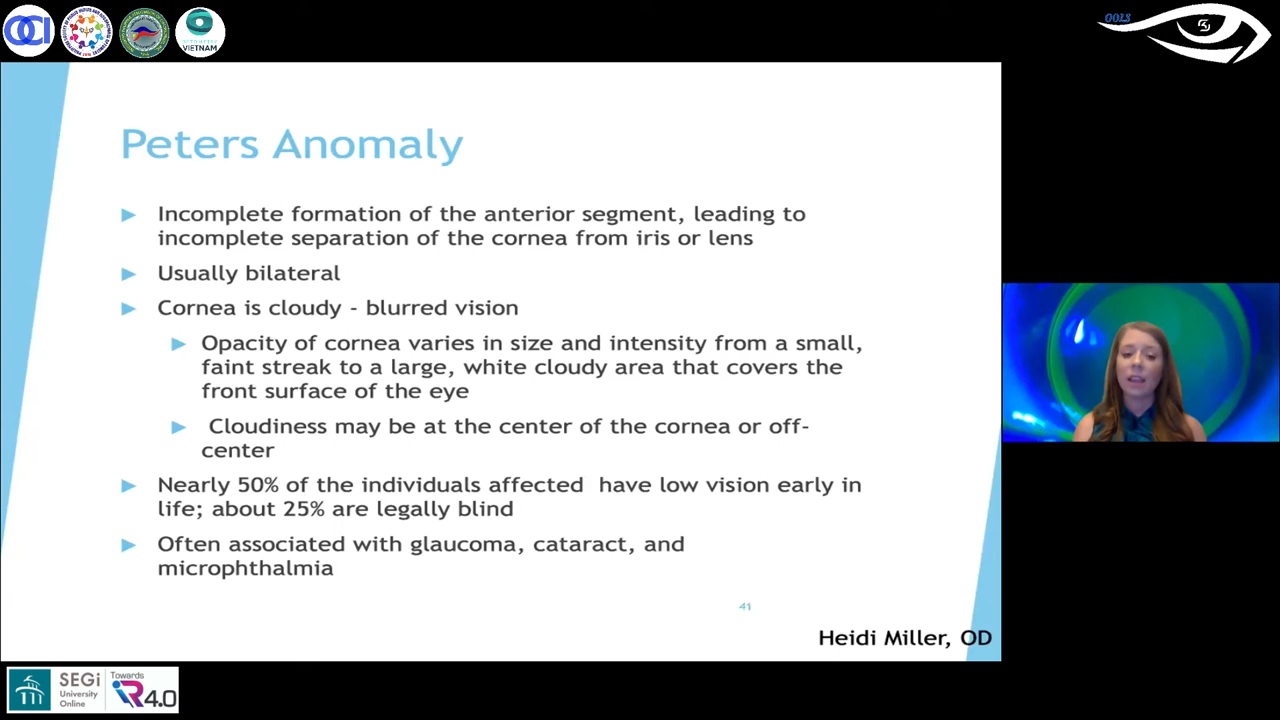 OCI
VIETNAM
OOLS
Peters Anomaly
Incomplete formation of the anterior segment, leading to
incomplete separation of the cornea from iris or lens
Usually bilateral
Cornea is cloudy - blurred vision
Opacity of cornea varies in size and intensity from a small,
faint streak to a large, white cloudy area that covers the
front surface of the eye
Cloudiness may be at the center of the cornea or off-
center
Nearly 50% of the individuals affected have low vision early in
life; about 25% are legally blind
Often associated with glaucoma, cataract, and
microphthalmia
41
Heidi Miller, OD
SEGi
University
Online
Towards
iR4.0